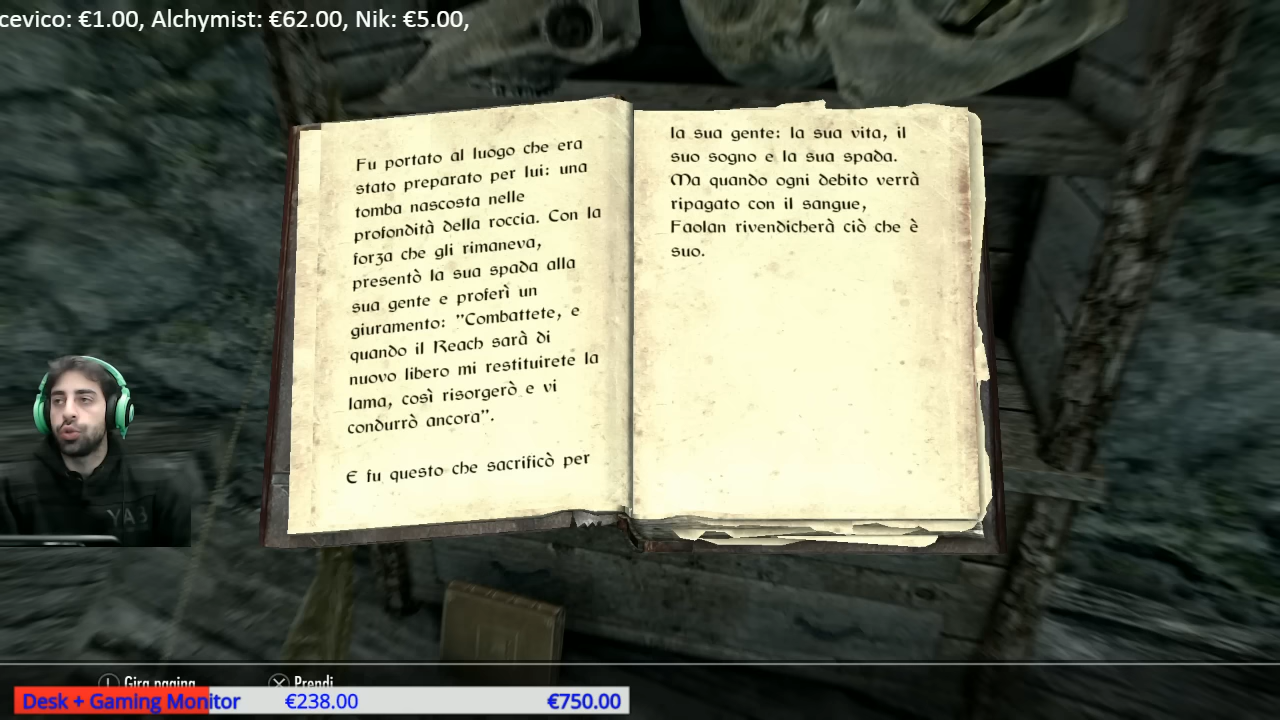 cevico: €1.00, Alchymist: €62.00, Nik: €5.00,
Fu portato al luogo che era
stato preparato per lui: una
tomba nascosta nelle
profondità della roccia. Con la
forza che gli rimaneva,
presentò la sua spada alla
sua gente e proferì un
giuramento: "Combattete, e
quando il Reach sarà di
nuovo libero mi restituirete la
lama, così risorgerò e vi
condurrò ancora".
E fu questo che sacrificò per
la sua gente: la sua vita, il
suo sogno e la sua spada.
Ma quando ogni debito verrà
ripagato con il sangue,
Faolan rivendicherà ciò che è
suo.
Gira pagina Prendi
Desk + Gaming Monitor €238.00 €750.00